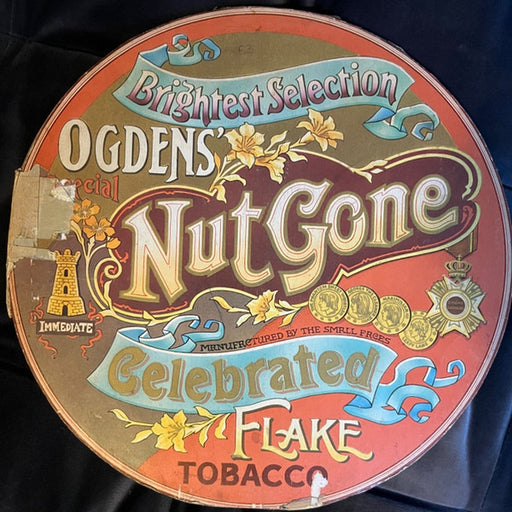 Brightest Selection
OGDENS'
Special
Nut Gone
IMMEDIATE
MANUFACTURED BY THE SMALL FACES
Celebrated
FLAKE
TOBACCO